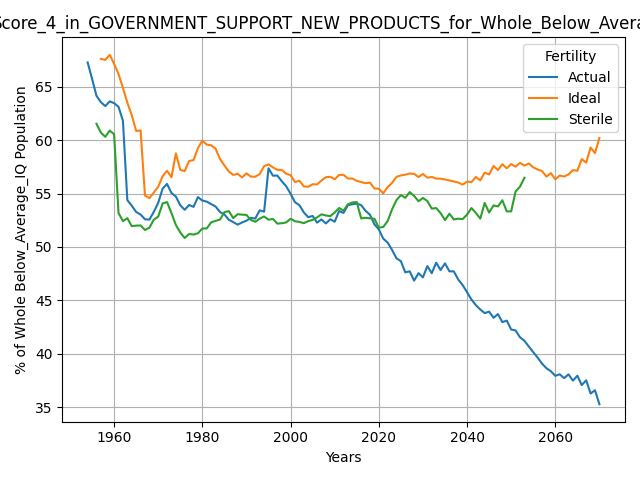 Score_4_in_GOVERNMENT_SUPPORT_NEW_PRODUCTS_for_Whole_Below_Avera
Fertility
Actual
Ideal
Sterile
% of Whole Below_Average_IQ Population
65
60
55
50
45
40
35
1960 1980 2000 2020 2040 2060
Years